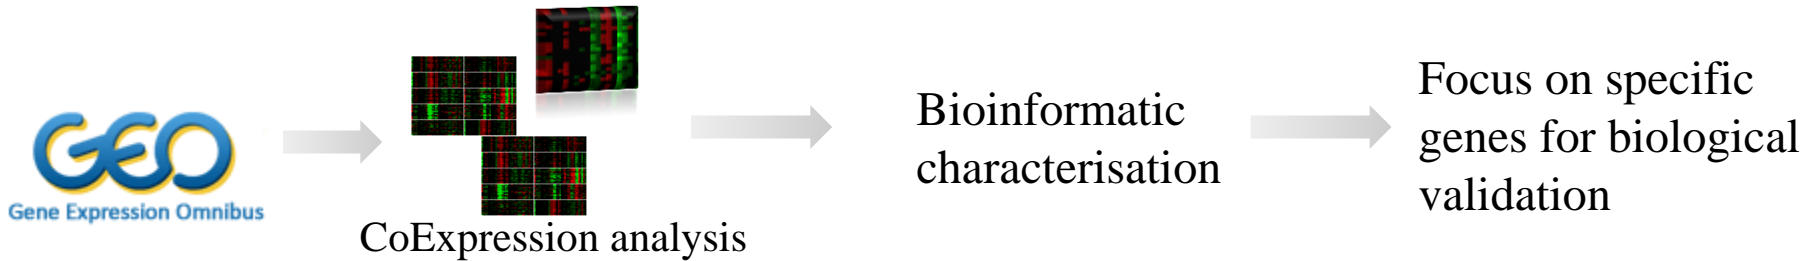 GEO
Gene Expression Omnibus
CoExpression analysis
Bioinformatic
characterisation
Focus on specific
genes for biological
validation